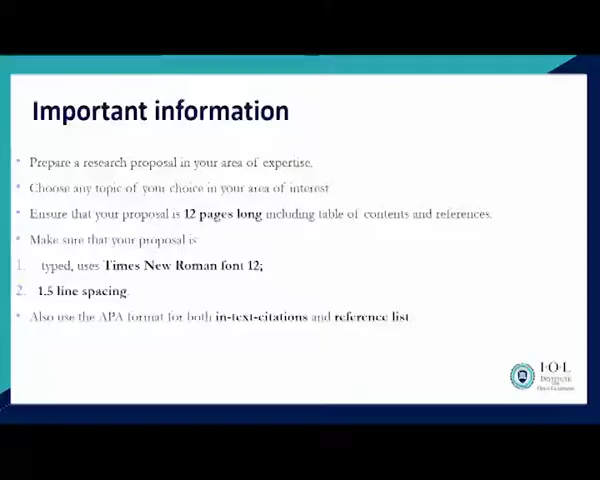 Important information
• Prepare a research proposal in your area of expertise.
• Choose any topic of your choice in your area of interest
• Ensure that your proposal is 12 pages long including table of contents and references.
• Make sure that your proposal is
1. typed, uses Times New Roman font 12;
2. 1.5 line spacing.
• Also use the APA format for both in-text-citations and reference list
I·O·L
INSTITUTE
OF
OPEN LEARNING